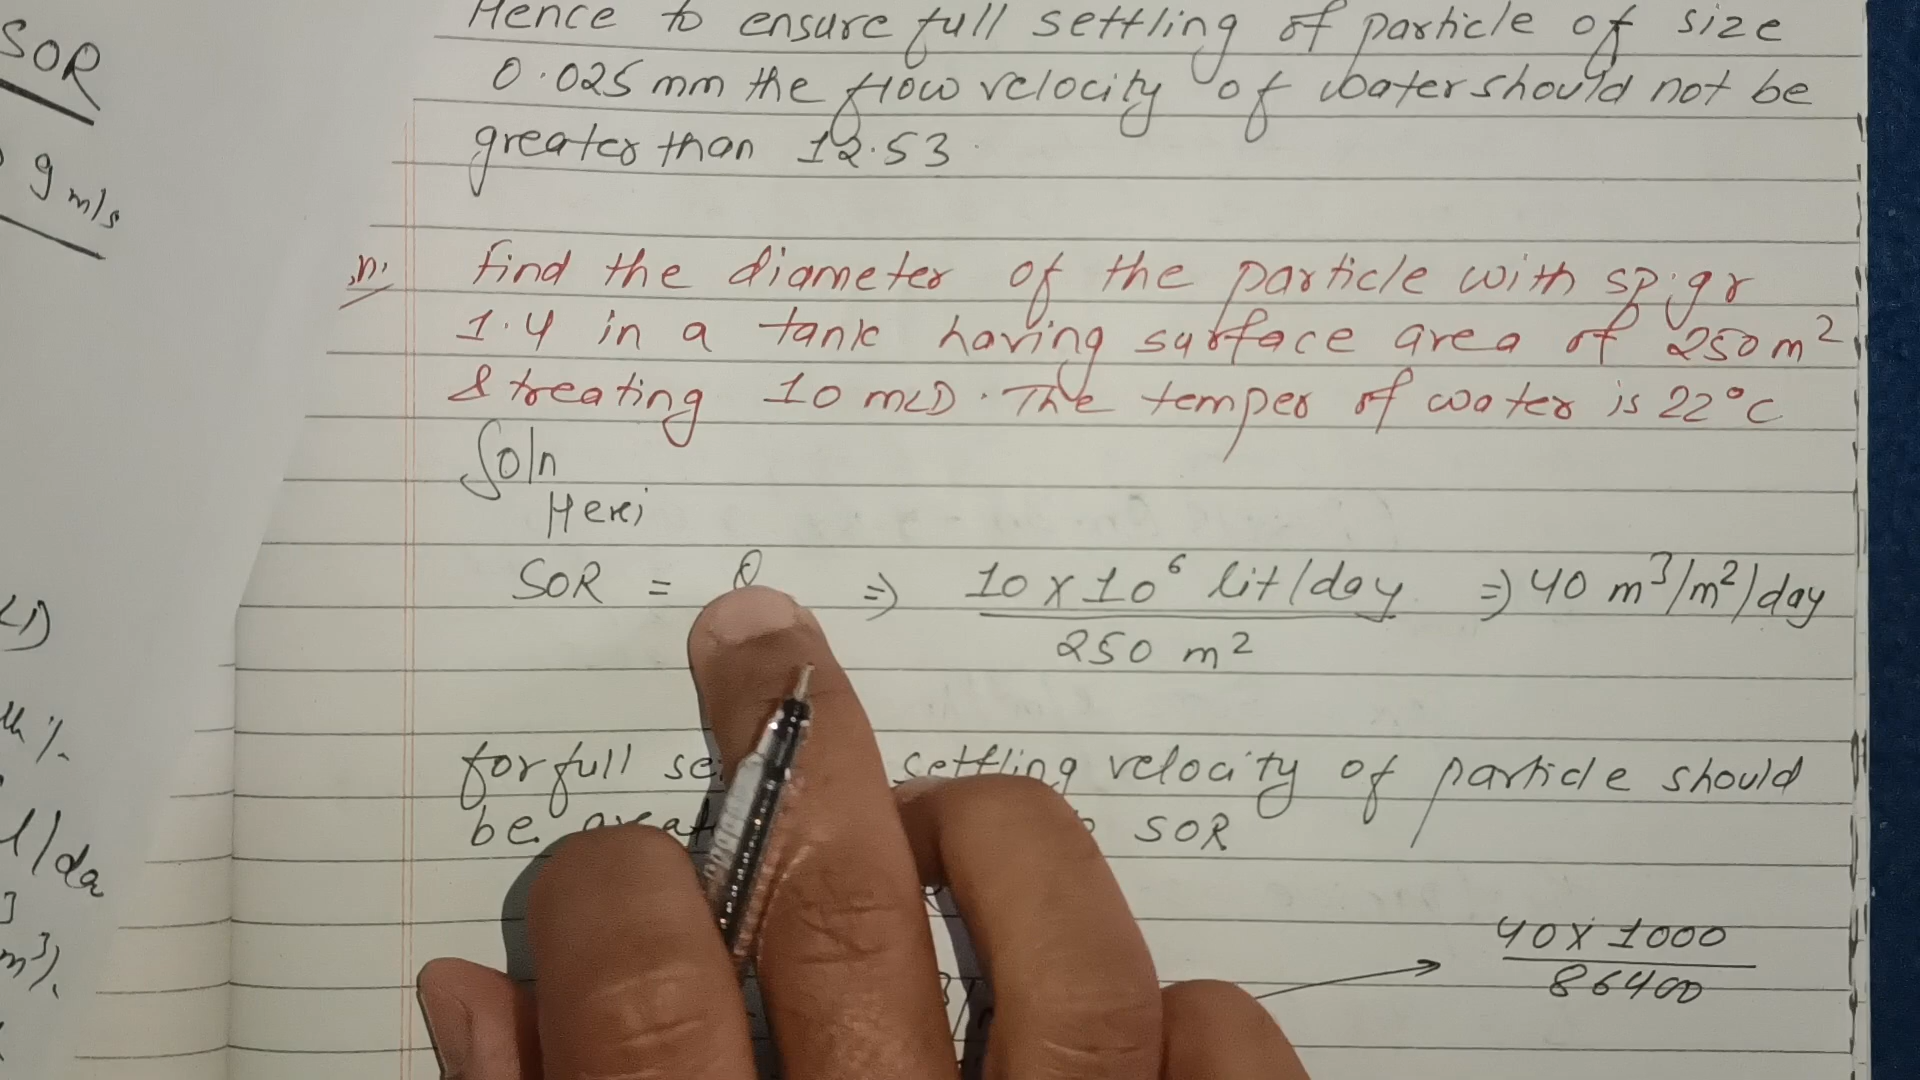 SOR
g m/s
Hence to ensure full settling of particle of size
0.025 mm the flow velocity of water should not be
greater than 12.53
find the diameter of the particle with sp.gr
1.4 in a tank having surface area of 250 m²
& treating 10 MLD. The temper of water is 22°C
Soln
Here;
SOR = Q ⇒ 10 x 10⁶ lit/day ⇒ 40 m³/m²/day
250 m²
for full settling velocity of particle should
be SOR
40 x 1000
86400